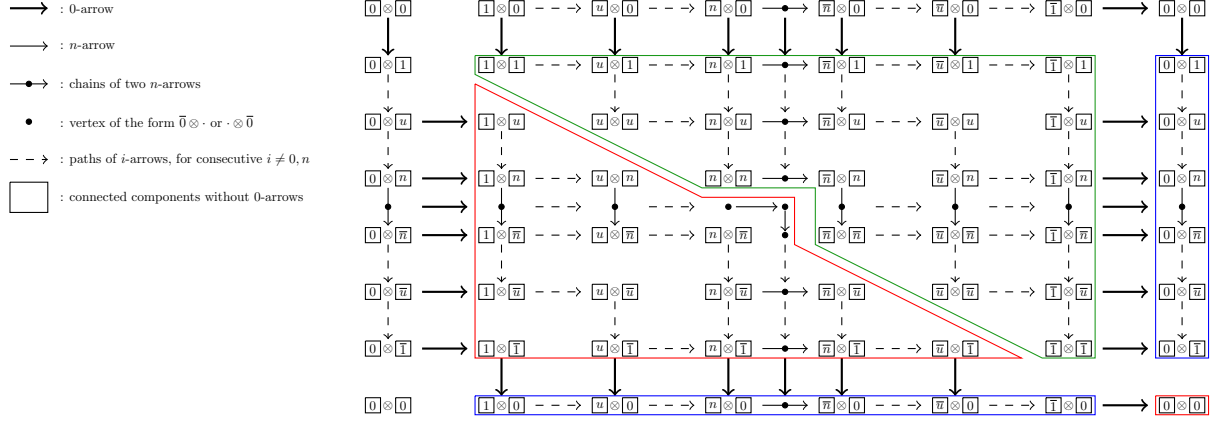 : 0-arrow
: n-arrow
: chains of two n-arrows
: vertex of the form 0̅ ⊗ · or · ⊗ 0̅
: paths of i-arrows, for consecutive i ≠ 0, n
: connected components without 0-arrows
0 ⊗ 0 1 ⊗ 0 u ⊗ 0 n ⊗ 0 n̅ ⊗ 0 u̅ ⊗ 0 1̅ ⊗ 0 0 ⊗ 0
0 ⊗ 1 1 ⊗ 1 u ⊗ 1 n ⊗ 1 n̅ ⊗ 1 u̅ ⊗ 1 1̅ ⊗ 1 0 ⊗ 1
0 ⊗ u 1 ⊗ u u ⊗ u n ⊗ u n̅ ⊗ u u̅ ⊗ u 1̅ ⊗ u 0 ⊗ u
0 ⊗ n 1 ⊗ n u ⊗ n n ⊗ n n̅ ⊗ n u̅ ⊗ n 1̅ ⊗ n 0 ⊗ n
0 ⊗ n̅ 1 ⊗ n̅ u ⊗ n̅ n ⊗ n̅ n̅ ⊗ n̅ u̅ ⊗ n̅ 1̅ ⊗ n̅ 0 ⊗ n̅
0 ⊗ u̅ 1 ⊗ u̅ u ⊗ u̅ n ⊗ u̅ n̅ ⊗ u̅ u̅ ⊗ u̅ 1̅ ⊗ u̅ 0 ⊗ u̅
0 ⊗ 1̅ 1 ⊗ 1̅ u ⊗ 1̅ n ⊗ 1̅ n̅ ⊗ 1̅ u̅ ⊗ 1̅ 1̅ ⊗ 1̅ 0 ⊗ 1̅
0 ⊗ 0 1 ⊗ 0 u ⊗ 0 n ⊗ 0 n̅ ⊗ 0 u̅ ⊗ 0 1̅ ⊗ 0 0 ⊗ 0